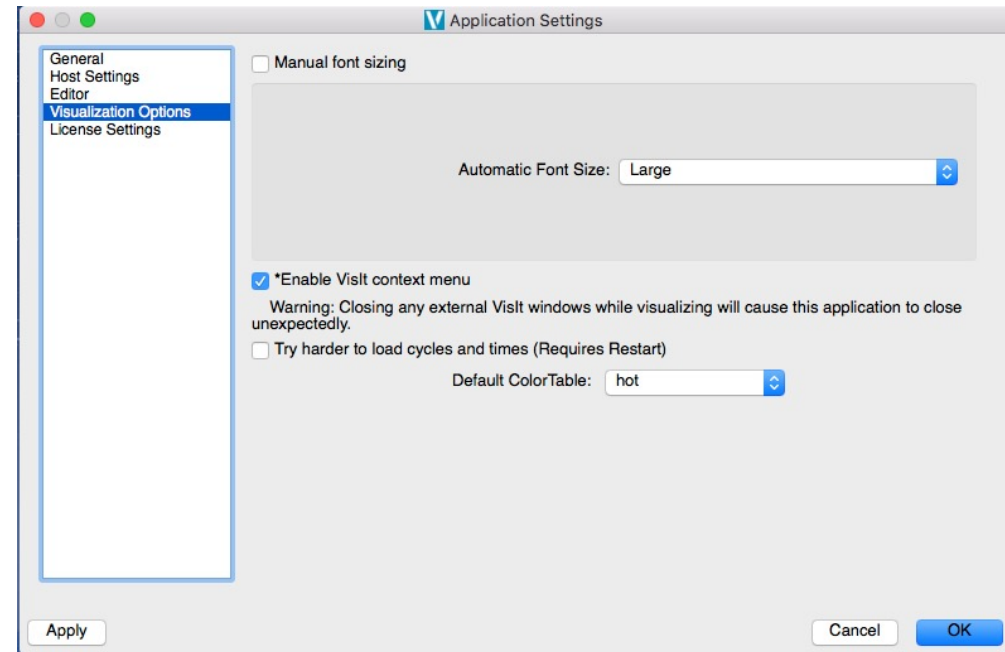 Application Settings
General
Host Settings
Editor
Visualization Options
License Settings
Manual font sizing
Automatic Font Size: Large
*Enable VisIt context menu
Warning: Closing any external VisIt windows while visualizing will cause this application to close
unexpectedly.
Try harder to load cycles and times (Requires Restart)
Default ColorTable: hot
Apply
Cancel
OK